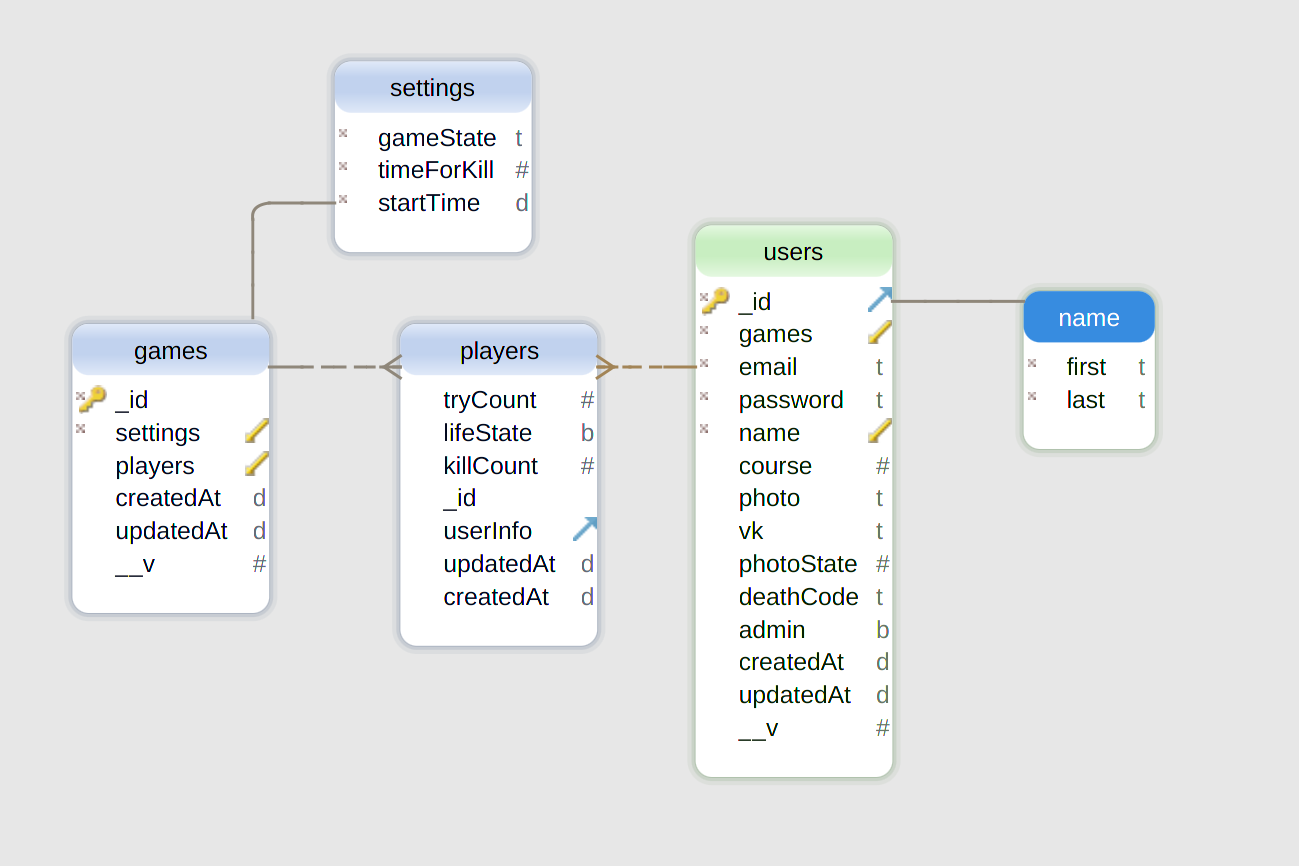 settings
gameState t
timeForKill #
startTime d
games
_id
settings
players
createdAt d
updatedAt d
__v #
players
tryCount #
lifeState b
killCount #
_id
userInfo
updatedAt d
createdAt d
users
_id
games
email t
password t
name
course #
photo t
vk t
photoState #
deathCode t
admin b
createdAt d
updatedAt d
__v #
name
first t
last t